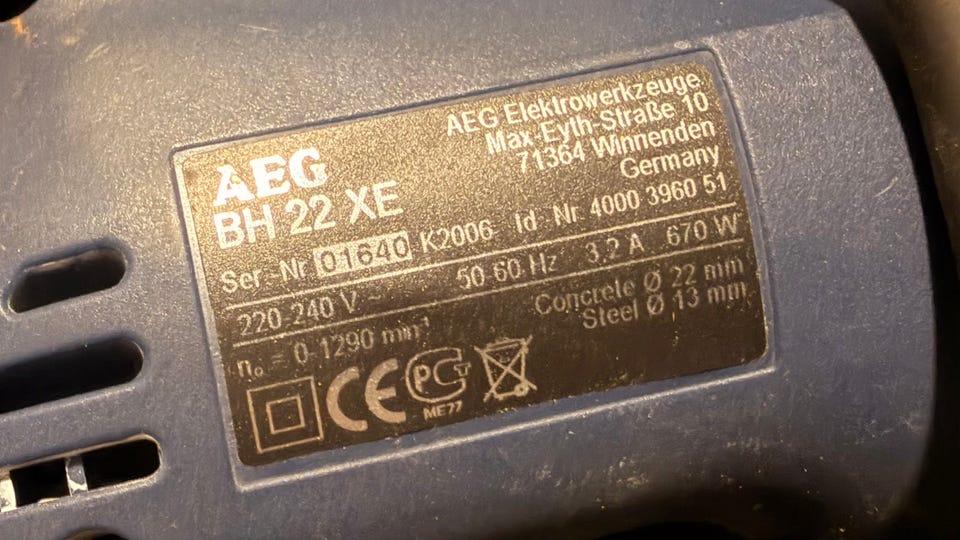 AEG Elektrowerkzeuge
Max-Eyth-Straße 10
71364 Winnenden
Germany
AEG
BH 22 XE
Ser.-Nr 01640 K2006 Id Nr 4000 3960 51
220-240 V ~ 50-60 Hz 3,2 A 670 W
n₀ = 0-1290 min⁻¹
Concrete Ø 22 mm
Steel Ø 13 mm
CE
PCT
ME77